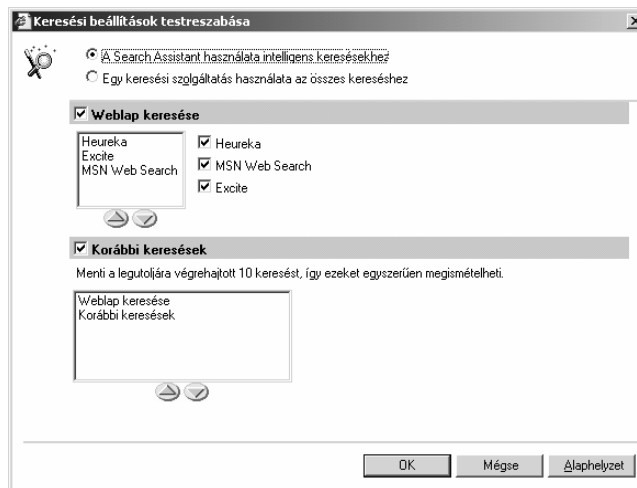 Keresési beállítások testreszabása
A Search Assistant használata intelligens keresésekhez
Egy keresési szolgáltatás használata az összes kereséshez
Weblap keresése
Heureka
Excite
MSN Web Search
Heureka
MSN Web Search
Excite
Korábbi keresések
Menti a legutoljára végrehajtott 10 keresést, így ezeket egyszerűen megismételheti.
Weblap keresése
Korábbi keresések
OK Mégse Alaphelyzet